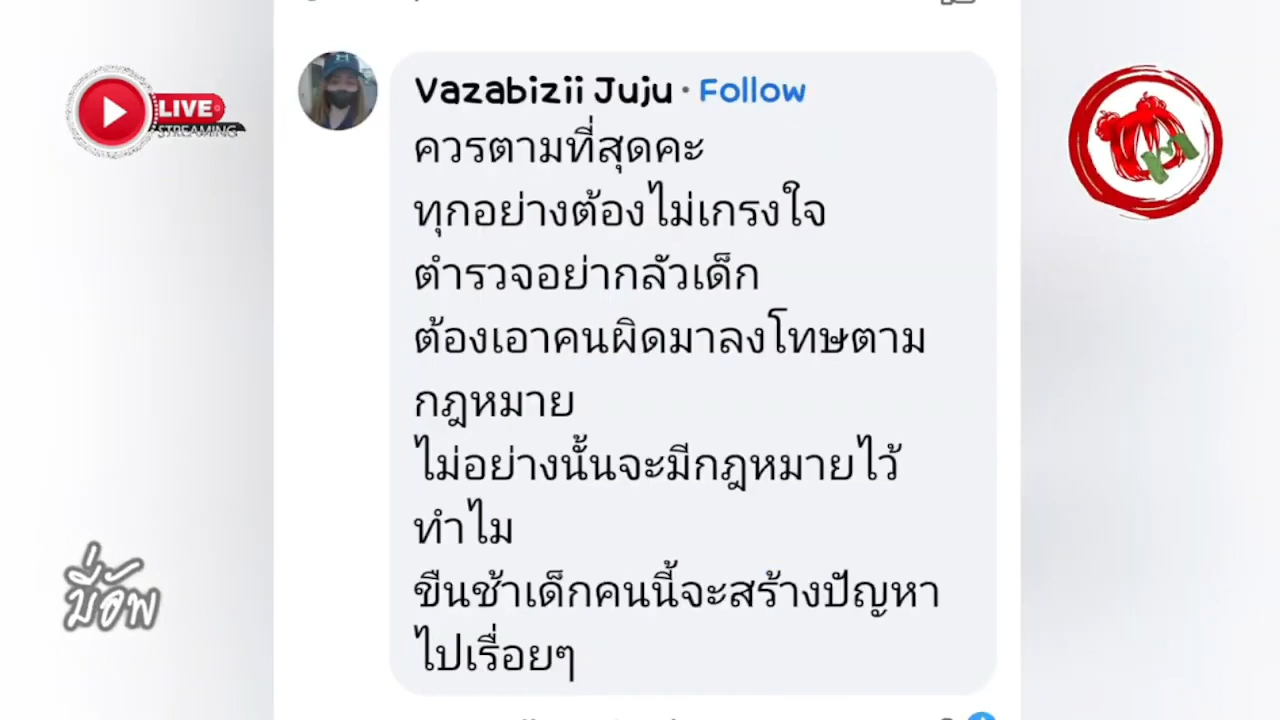 LIVE
STREAMING
Vazabizii Juju · Follow
ควรตามที่สุดคะ
ทุกอย่างต้องไม่เกรงใจ
ตำรวจอย่ากลัวเด็ก
ต้องเอาคนผิดมาลงโทษตาม
กฎหมาย
ไม่อย่างนั้นจะมีกฎหมายไว้
ทำไม
ขืนช้าเด็กคนนี้จะสร้างปัญหา
ไปเรื่อยๆ
บี่อัพ